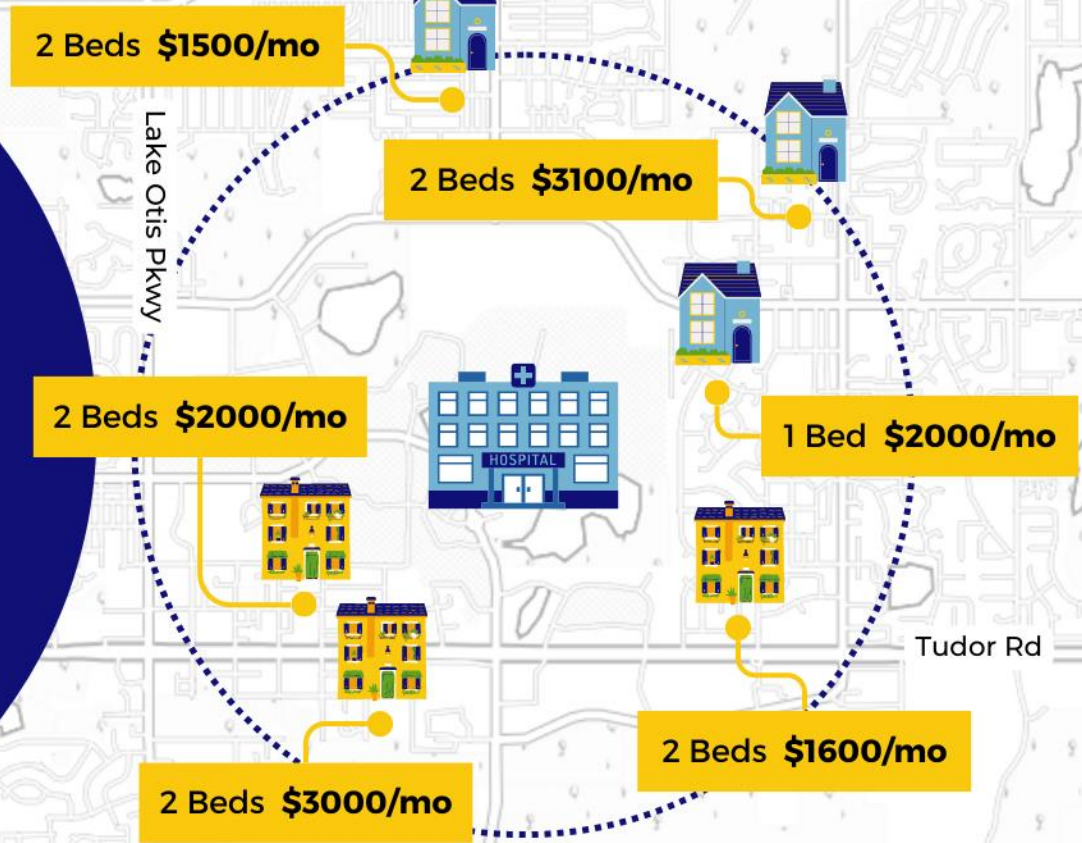 2 Beds $1500/mo
Lake Otis Pkwy
2 Beds $3100/mo
2 Beds $2000/mo
1 Bed $2000/mo
HOSPITAL
Tudor Rd
2 Beds $1600/mo
2 Beds $3000/mo